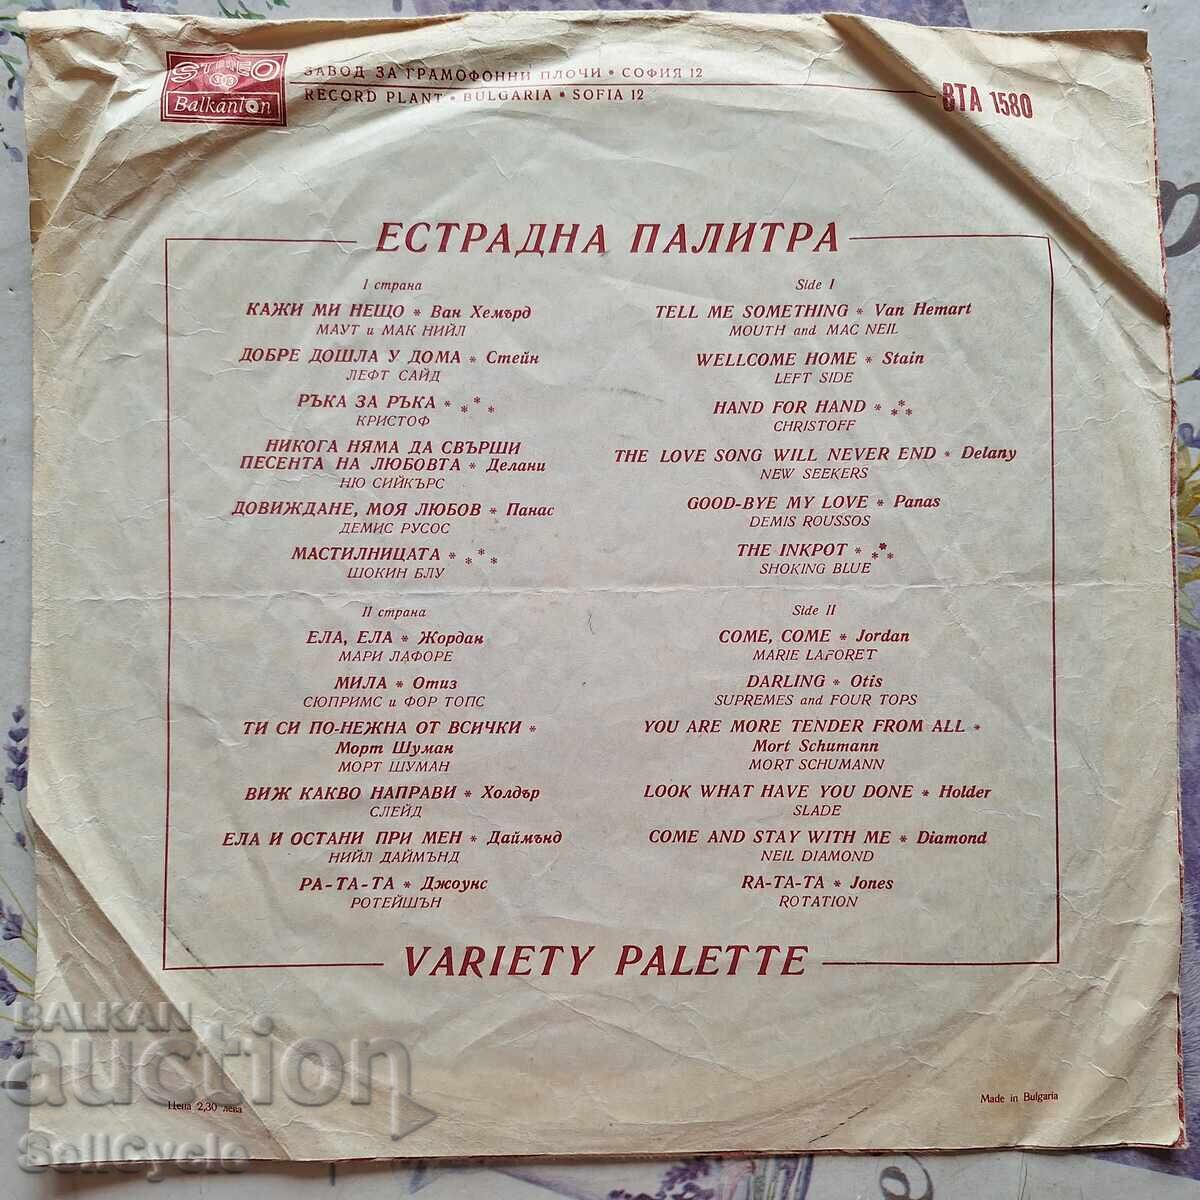 STEREO
33
Balkanton
ЗАВОД ЗА ГРАМОФОННИ ПЛОЧИ • СОФИЯ 12
RECORD PLANT • BULGARIA • SOFIA 12
ВТА 1580
ЕСТРАДНА ПАЛИТРА
I страна
КАЖИ МИ НЕЩО * Ван Хемърд
МАУТ и МАК НИЙЛ
ДОБРЕ ДОШЛА У ДОМА * Стейн
ЛЕФТ САЙД
РЪКА ЗА РЪКА * ***
КРИСТОФ
НИКОГА НЯМА ДА СВЪРШИ
ПЕСЕНТА НА ЛЮБОВТА * Делани
НЮ СИЙКЪРС
ДОВИЖДАНЕ, МОЯ ЛЮБОВ * Панас
ДЕМИС РУСОС
МАСТИЛНИЦАТА * ***
ШОКИН БЛУ
II страна
ЕЛА, ЕЛА * Жордан
МАРИ ЛАФОРЕ
МИЛА * Отиз
СЮПРИМС и ФОР ТОПС
ТИ СИ ПО-НЕЖНА ОТ ВСИЧКИ *
Морт Шуман
МОРТ ШУМАН
ВИЖ КАКВО НАПРАВИ * Холдър
СЛЕЙД
ЕЛА И ОСТАНИ ПРИ МЕН * Даймънд
НИЙЛ ДАЙМЪНД
РА-ТА-ТА * Джоунс
РОТЕЙШЪН
Side I
TELL ME SOMETHING * Van Hemart
MOUTH and MAC NEIL
WELLCOME HOME * Stain
LEFT SIDE
HAND FOR HAND * ***
CHRISTOFF
THE LOVE SONG WILL NEVER END * Delany
NEW SEEKERS
GOOD-BYE MY LOVE * Panas
DEMIS ROUSSOS
THE INKPOT * ***
SHOKING BLUE
Side II
COME, COME * Jordan
MARIE LAFORET
DARLING * Otis
SUPREMES and FOUR TOPS
YOU ARE MORE TENDER FROM ALL *
Mort Schumann
MORT SCHUMANN
LOOK WHAT HAVE YOU DONE * Holder
SLADE
COME AND STAY WITH ME * Diamond
NEIL DIAMOND
RA-TA-TA * Jones
ROTATION
VARIETY PALETTE
Цена 2,30 лева
Made in Bulgaria
BALKAN
auction
SellCycle